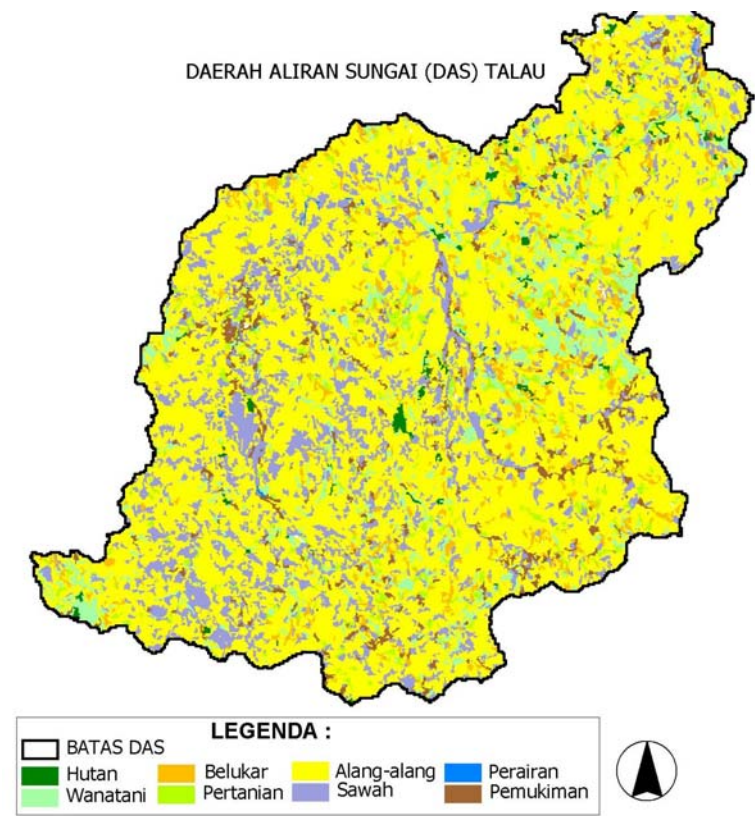 DAERAH ALIRAN SUNGAI (DAS) TALAU
LEGENDA :
BATAS DAS
Hutan Belukar Alang-alang Perairan
Wanatani Pertanian Sawah Pemukiman